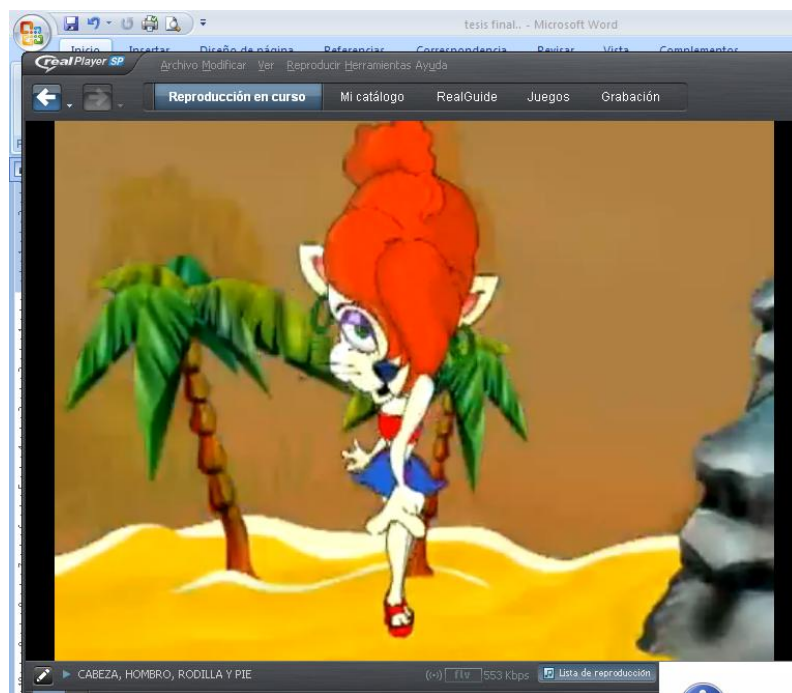 tesis final.. - Microsoft Word
Inicio Insertar Diseño de página Referencias Correspondencia Revisar Vista Complementos
real Player SP Archivo Modificar Ver Reproducir Herramientas Ayuda
Reproducción en curso Mi catálogo RealGuide Juegos Grabación
CABEZA, HOMBRO, RODILLA Y PIE flv 553 Kbps Lista de reproducción